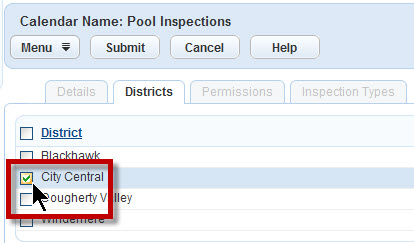 Calendar Name: Pool Inspections
Menu Submit Cancel Help
Details Districts Permissions Inspection Types
District
Blackhawk
City Central
Dougherty Valley
Windemere